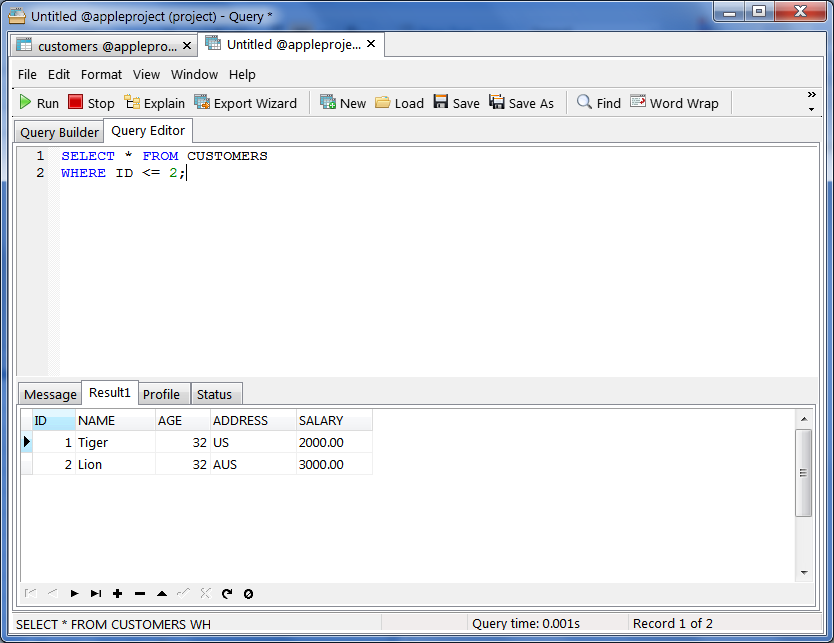 Untitled @appleproject (project) - Query *
customers @applepro... Untitled @appleproje...
File Edit Format View Window Help
Run Stop Explain Export Wizard New Load Save Save As Find Word Wrap
Query Builder Query Editor
1 SELECT * FROM CUSTOMERS
2 WHERE ID <= 2;
Message Result1 Profile Status
ID NAME AGE ADDRESS SALARY
1 Tiger 32 US 2000.00
2 Lion 32 AUS 3000.00
SELECT * FROM CUSTOMERS WH Query time: 0.001s Record 1 of 2